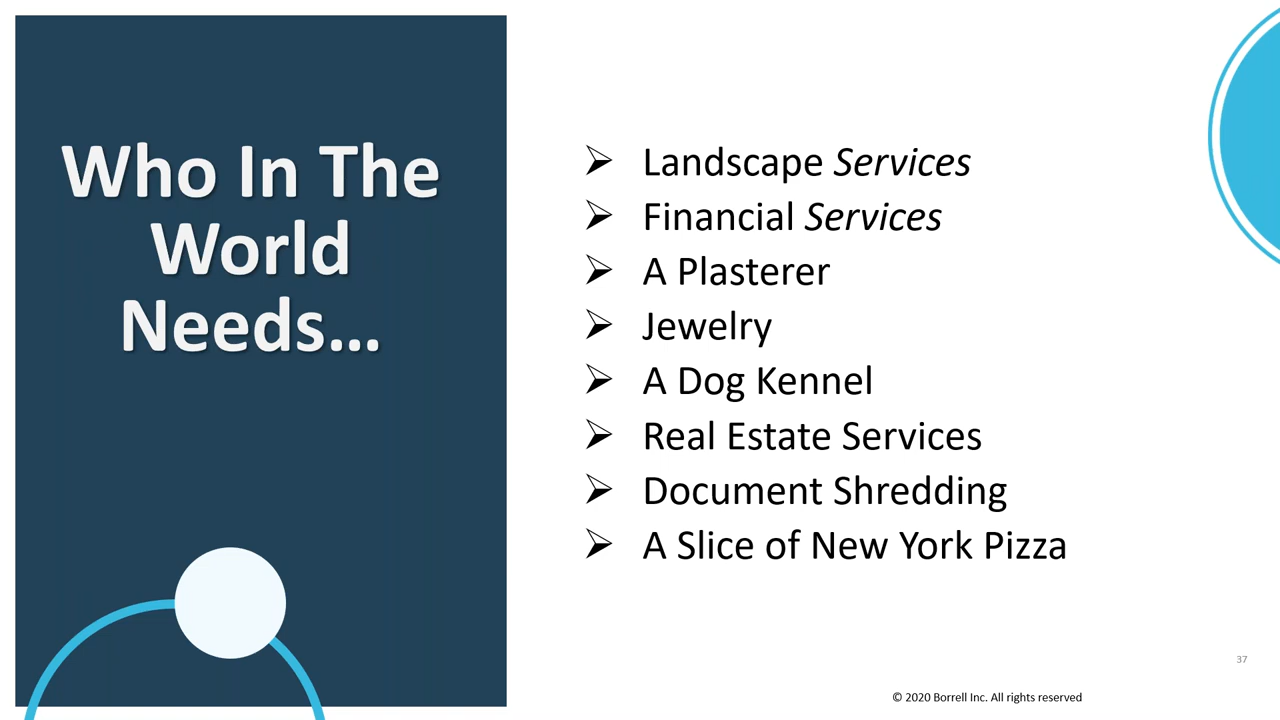 Who In The
World
Needs…
Landscape Services
Financial Services
A Plasterer
Jewelry
A Dog Kennel
Real Estate Services
Document Shredding
A Slice of New York Pizza
37
© 2020 Borrell Inc. All rights reserved